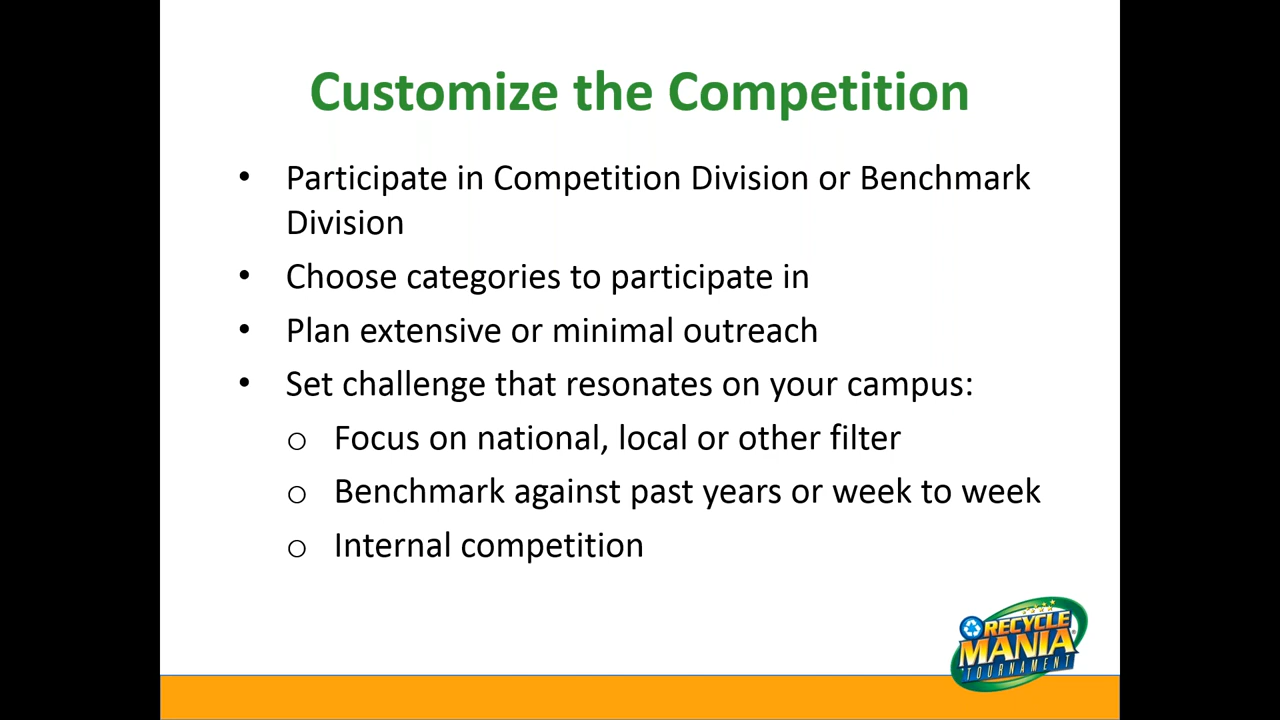 Customize the Competition
• Participate in Competition Division or Benchmark
Division
• Choose categories to participate in
• Plan extensive or minimal outreach
• Set challenge that resonates on your campus:
o Focus on national, local or other filter
o Benchmark against past years or week to week
o Internal competition
RECYCLE
MANIA
TOURNAMENT